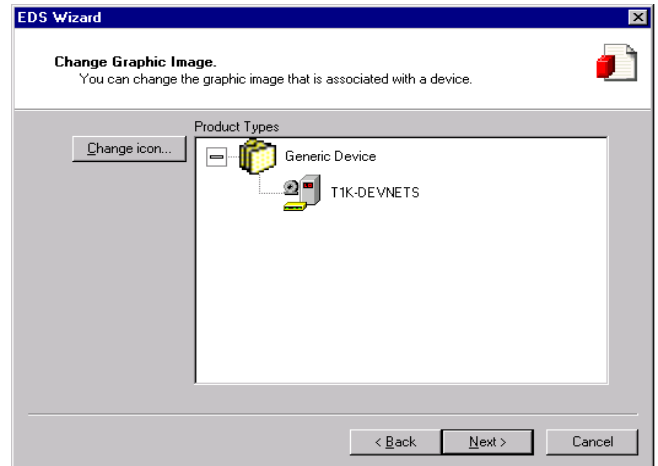 EDS Wizard
Change Graphic Image.
You can change the graphic image that is associated with a device.
Change icon...
Product Types
Generic Device
T1K-DEVNETS
< Back
Next >
Cancel